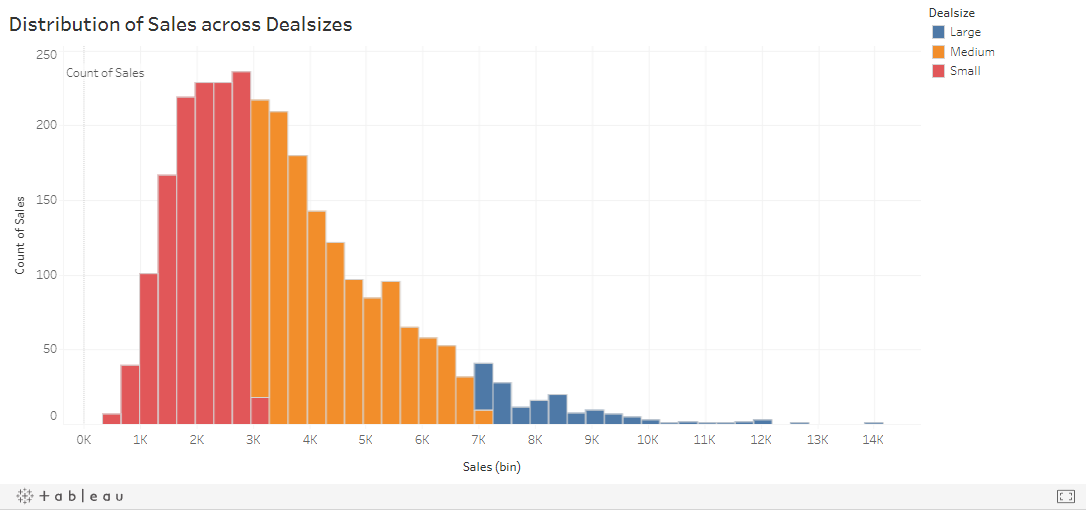 Distribution of Sales across Dealsizes
Dealsize
Large
Medium
Small
Count of Sales
250
200
150
100
50
0
Count of Sales
0K 1K 2K 3K 4K 5K 6K 7K 8K 9K 10K 11K 12K 13K 14K
Sales (bin)
+ a b l e a u